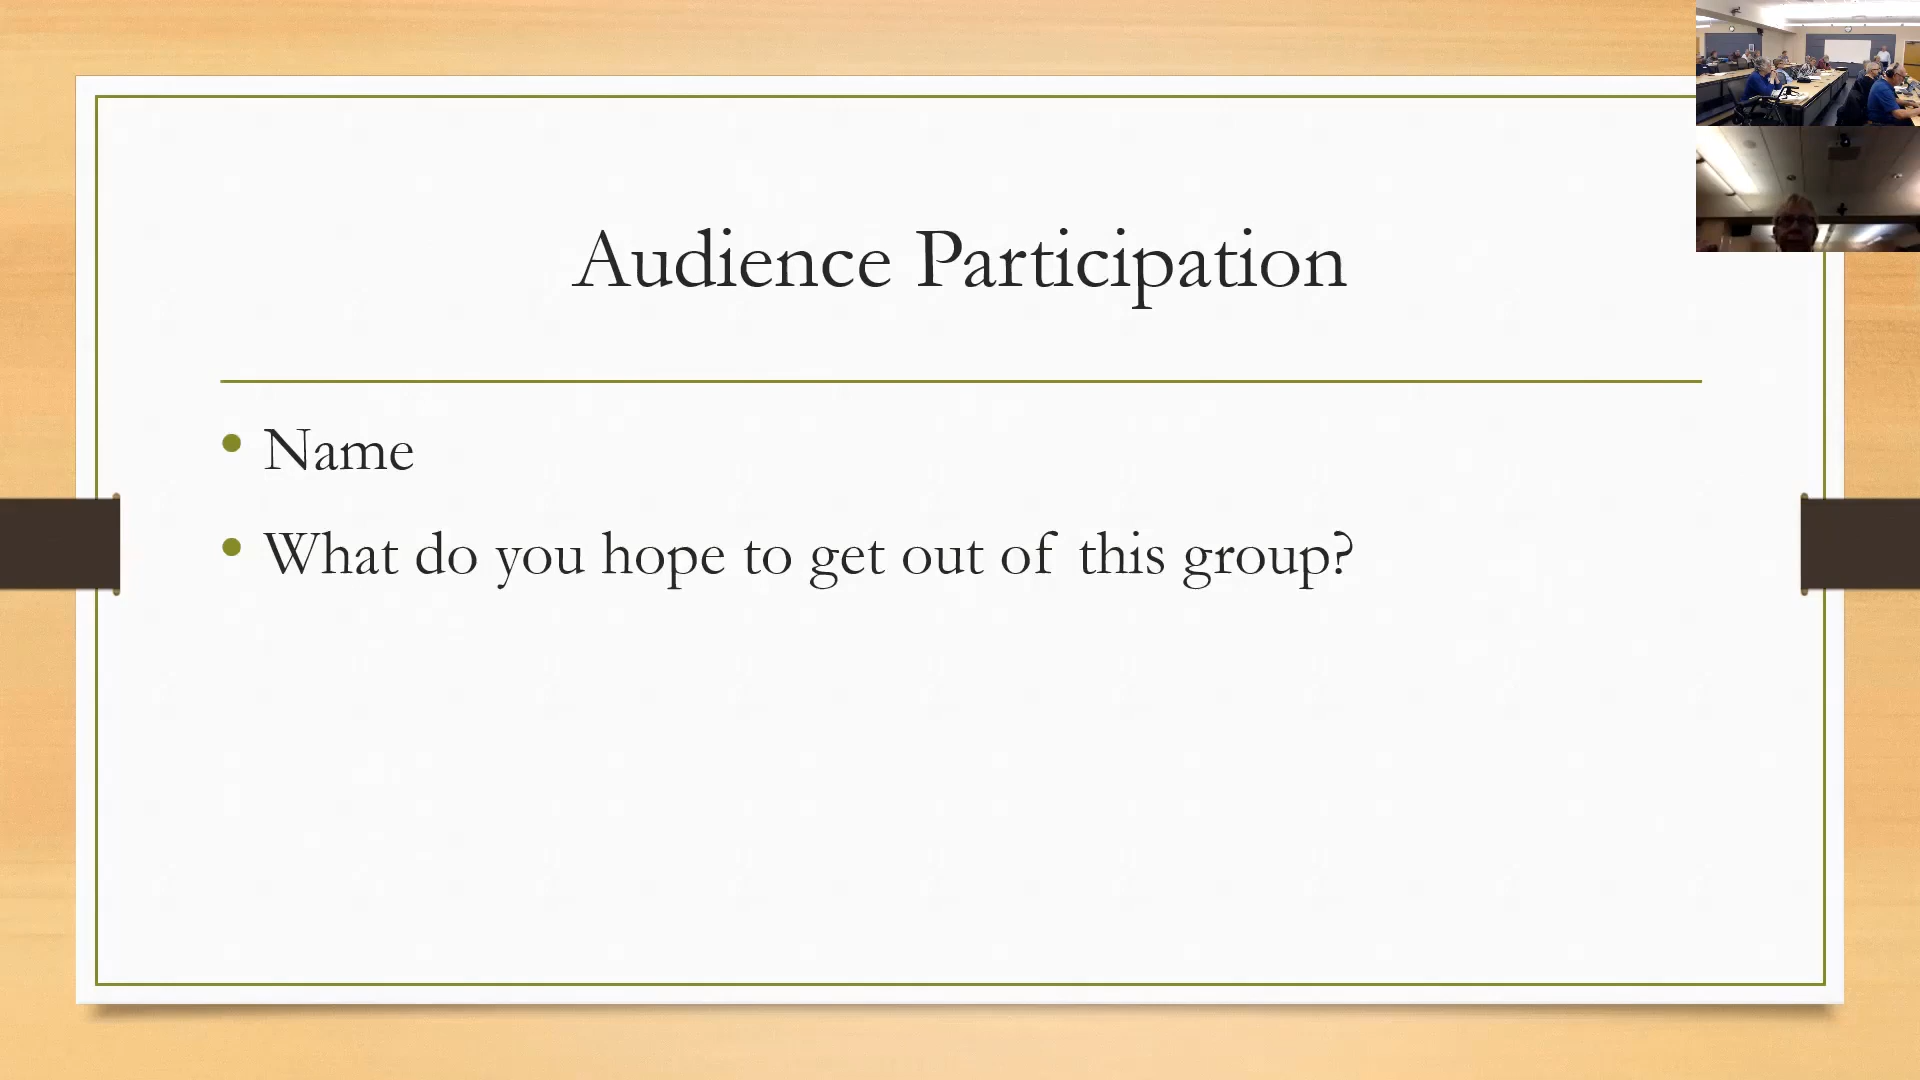 Audience Participation
Name
What do you hope to get out of this group?